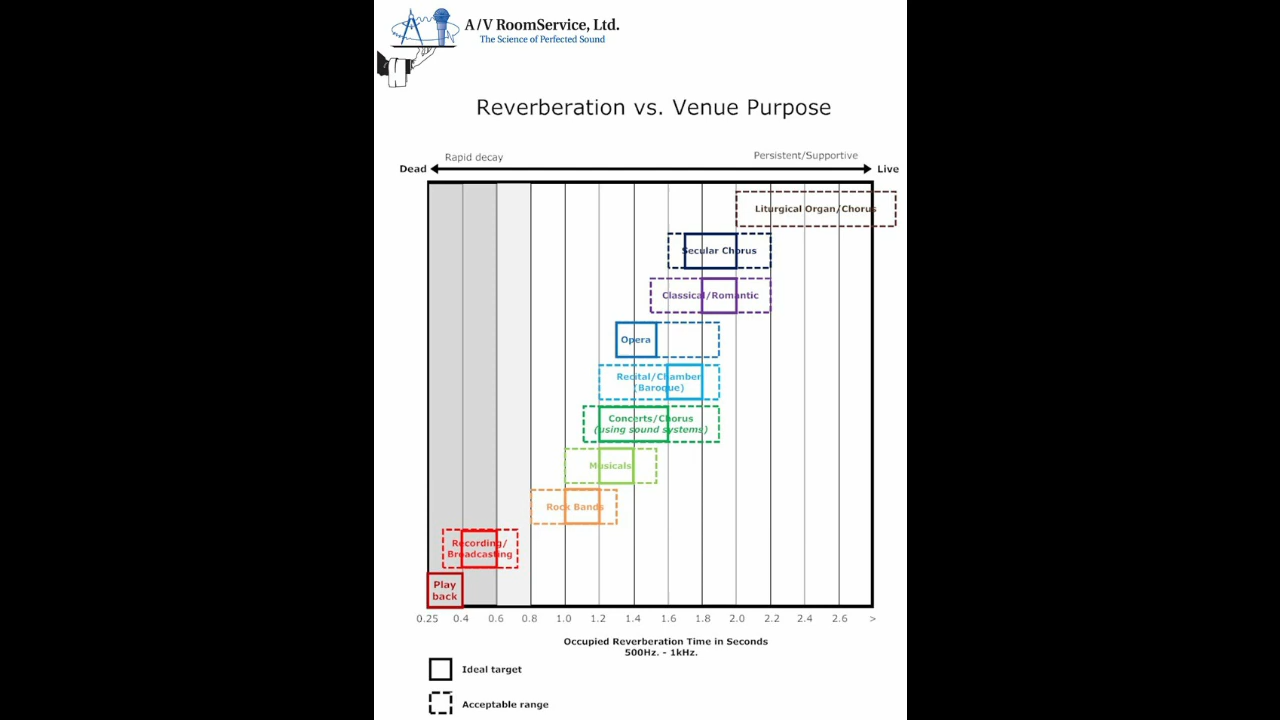 A/V RoomService, Ltd.
The Science of Perfected Sound
Reverberation vs. Venue Purpose
Rapid decay
Persistent/Supportive
Dead
Live
Liturgical Organ/Chorus
Secular Chorus
Classical/Romantic
Opera
Recital/Chamber
(Baroque)
Concerts/Chorus
(using sound systems)
Musicals
Rock Bands
Recording/
Broadcasting
Play
back
0.25 0.4 0.6 0.8 1.0 1.2 1.4 1.6 1.8 2.0 2.2 2.4 2.6 >
Occupied Reverberation Time in Seconds
500Hz. - 1kHz.
Ideal target
Acceptable range